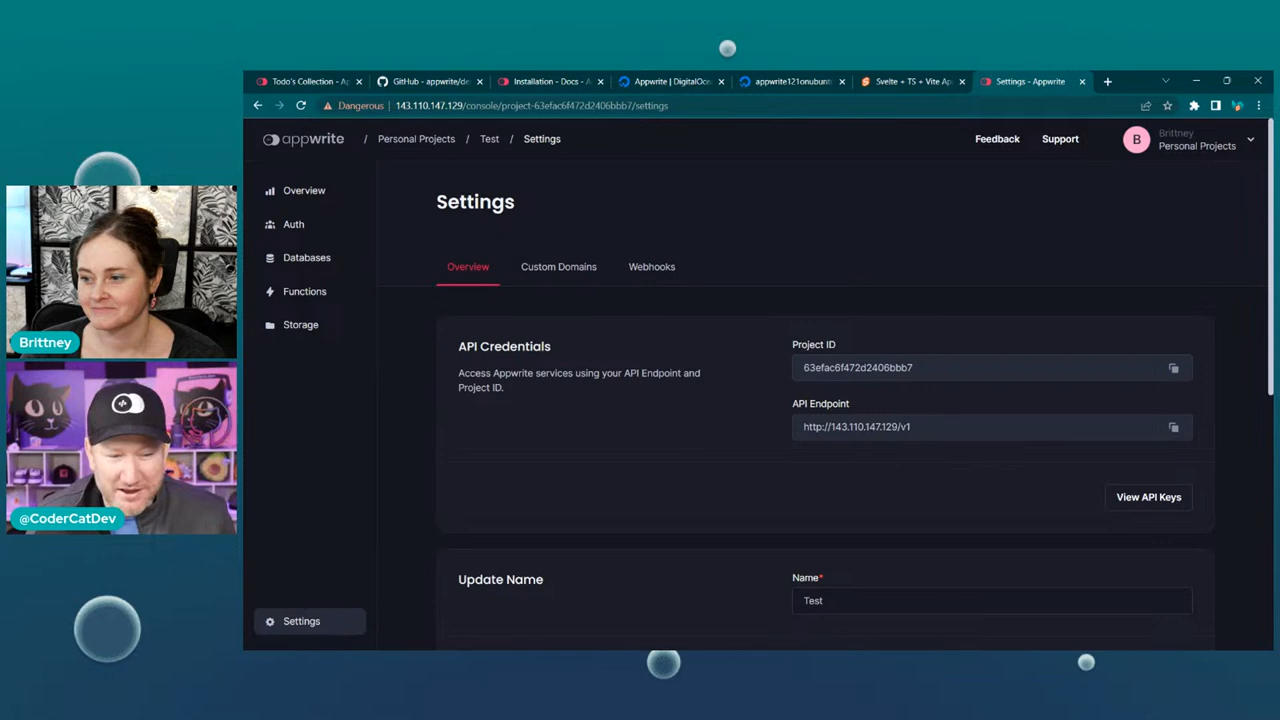 Todo's Collection - Ap
GitHub - appwrite/de
Installation - Docs - A
Appwrite | DigitalOce
appwrite121onubunt
Svelte + TS + Vite Ap
Settings - Appwrite
Dangerous
143.110.147.129/console/project-63efac6f472d2406bbb7/settings
appwrite
/ Personal Projects / Test / Settings
Feedback
Support
B
Brittney
Personal Projects
Overview
Auth
Databases
Functions
Storage
Settings
Settings
Overview
Custom Domains
Webhooks
API Credentials
Access Appwrite services using your API Endpoint and
Project ID.
Project ID
63efac6f472d2406bbb7
API Endpoint
http://143.110.147.129/v1
View API Keys
Update Name
Name*
Test
Brittney
@CoderCatDev